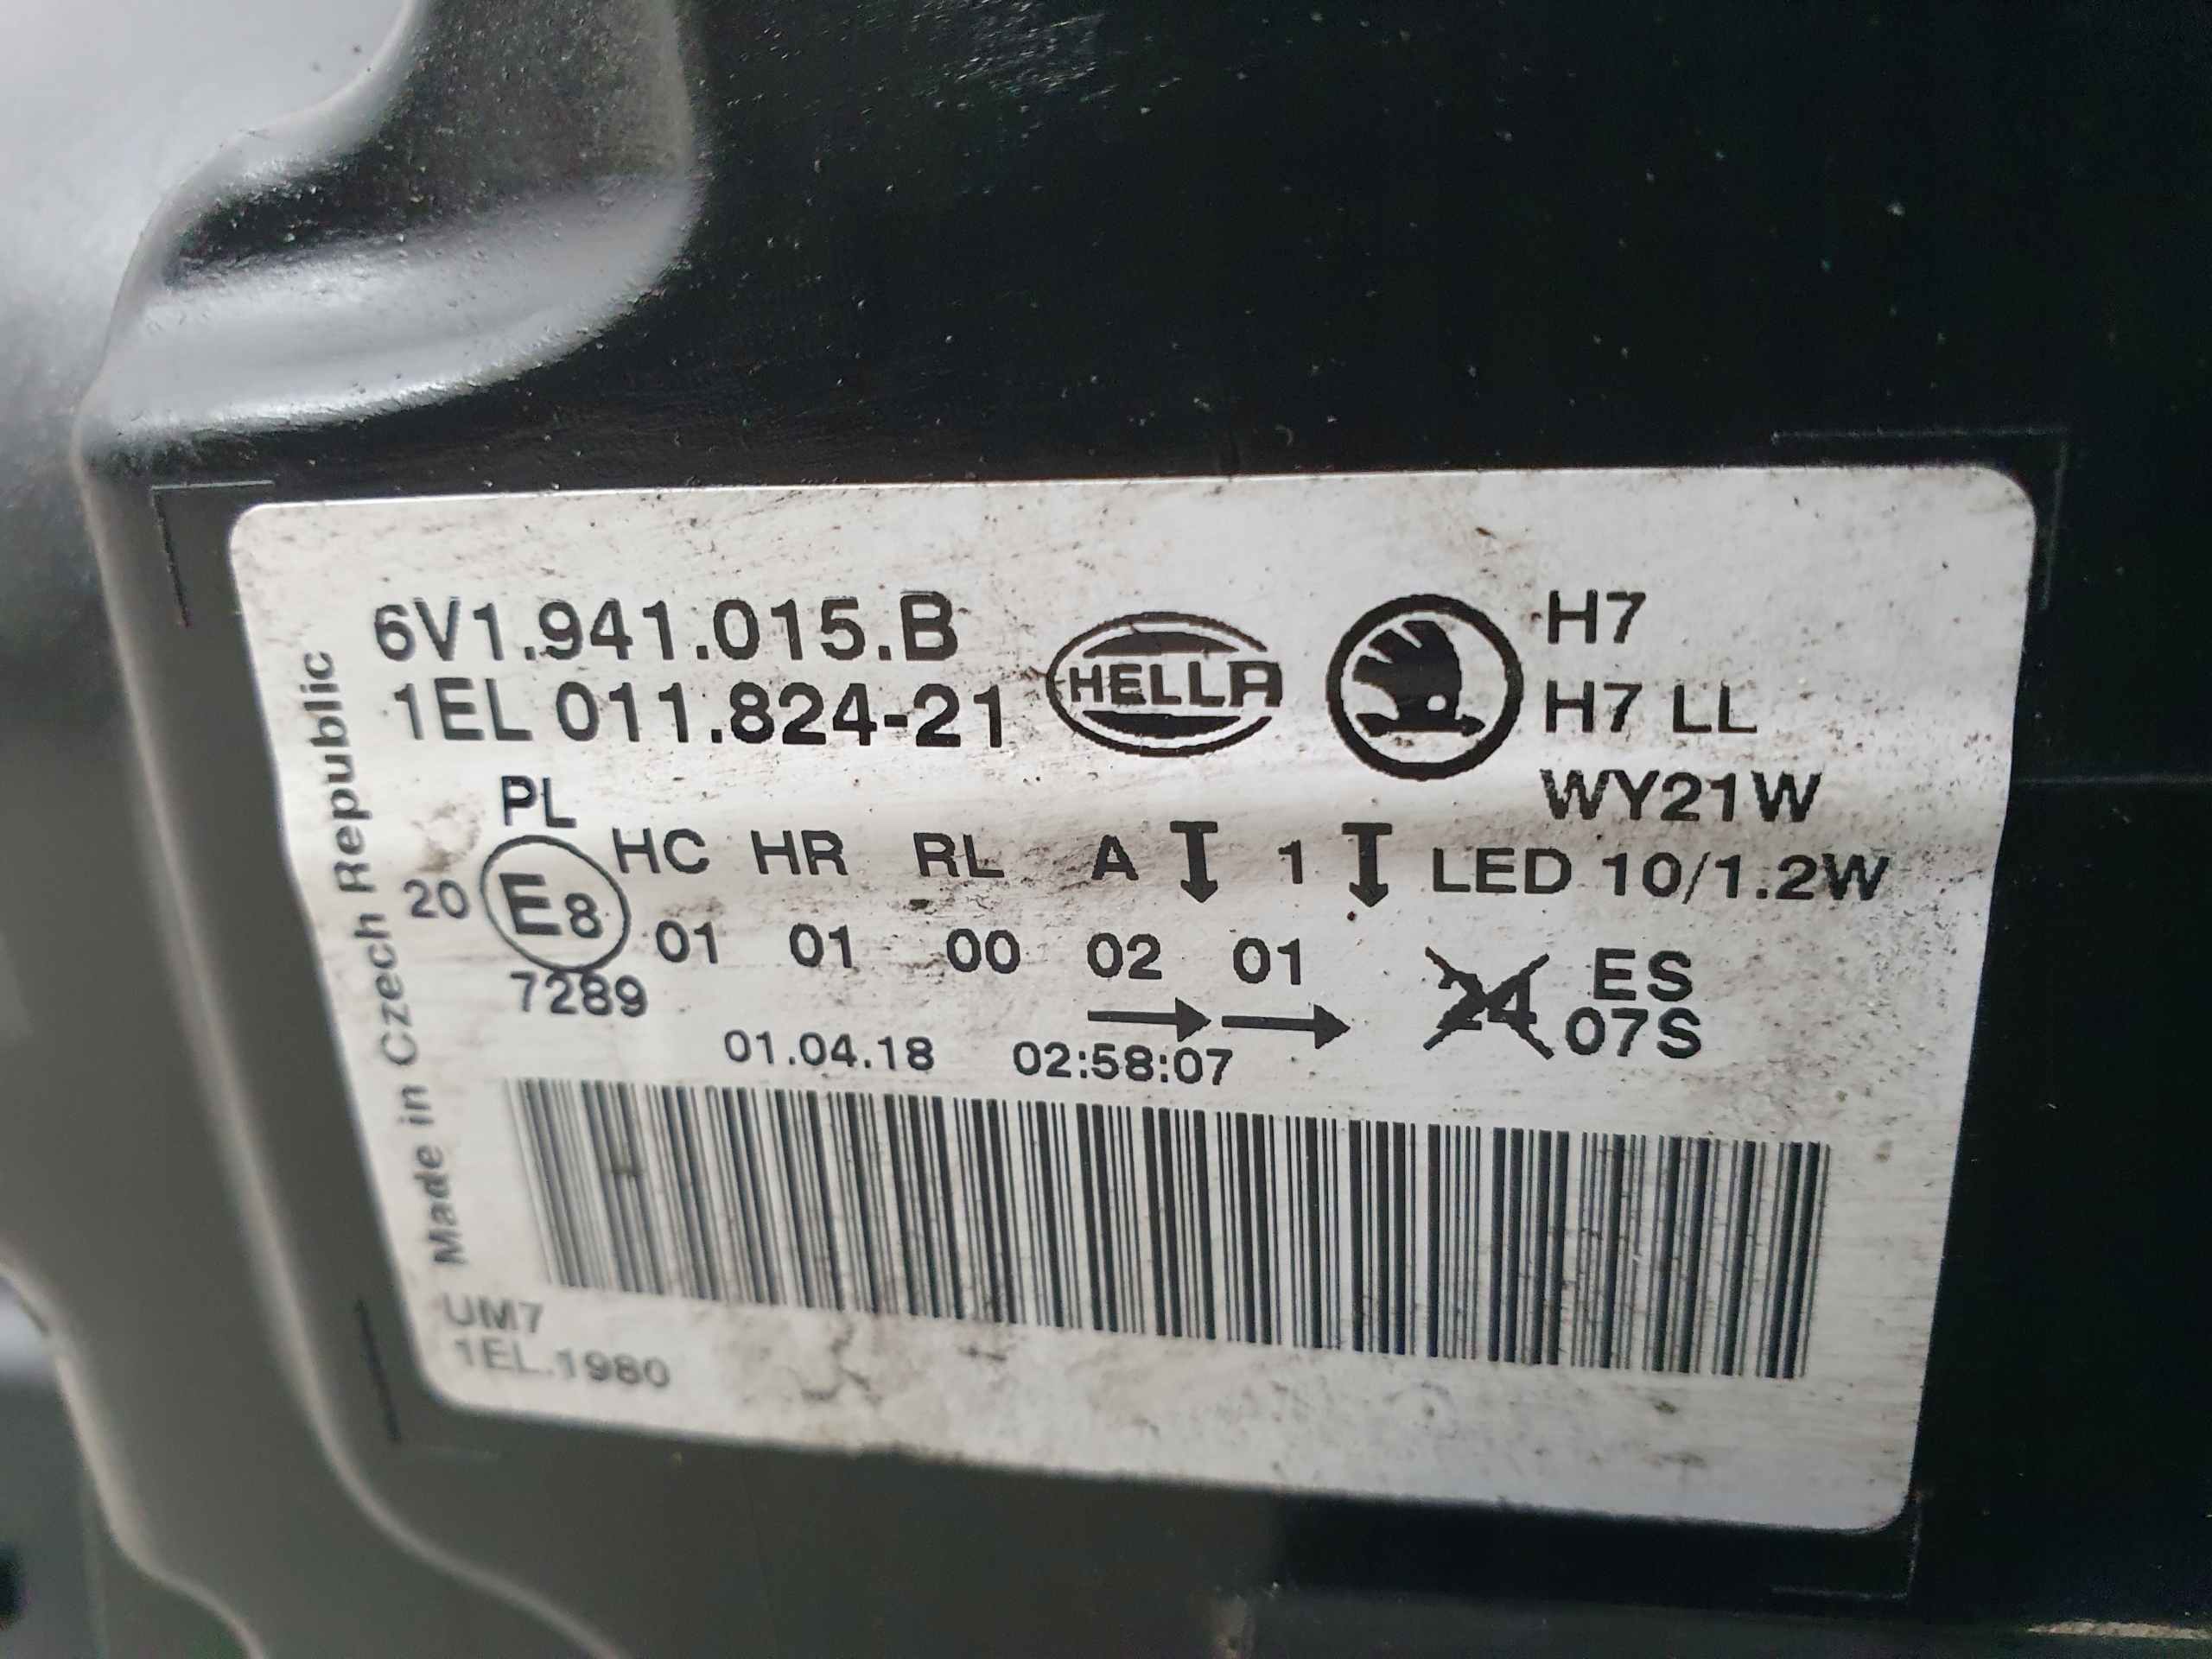 6V1.941.015.B
1EL 011.824-21
HELLA
H7
H7 LL
WY21W
LED 10/1.2W
PL
HC HR RL A 1
20 E8 01 01 00 02 01
7289
24 ES
07S
01.04.18 02:58:07
Made in Czech Republic
UM7
1EL.1980